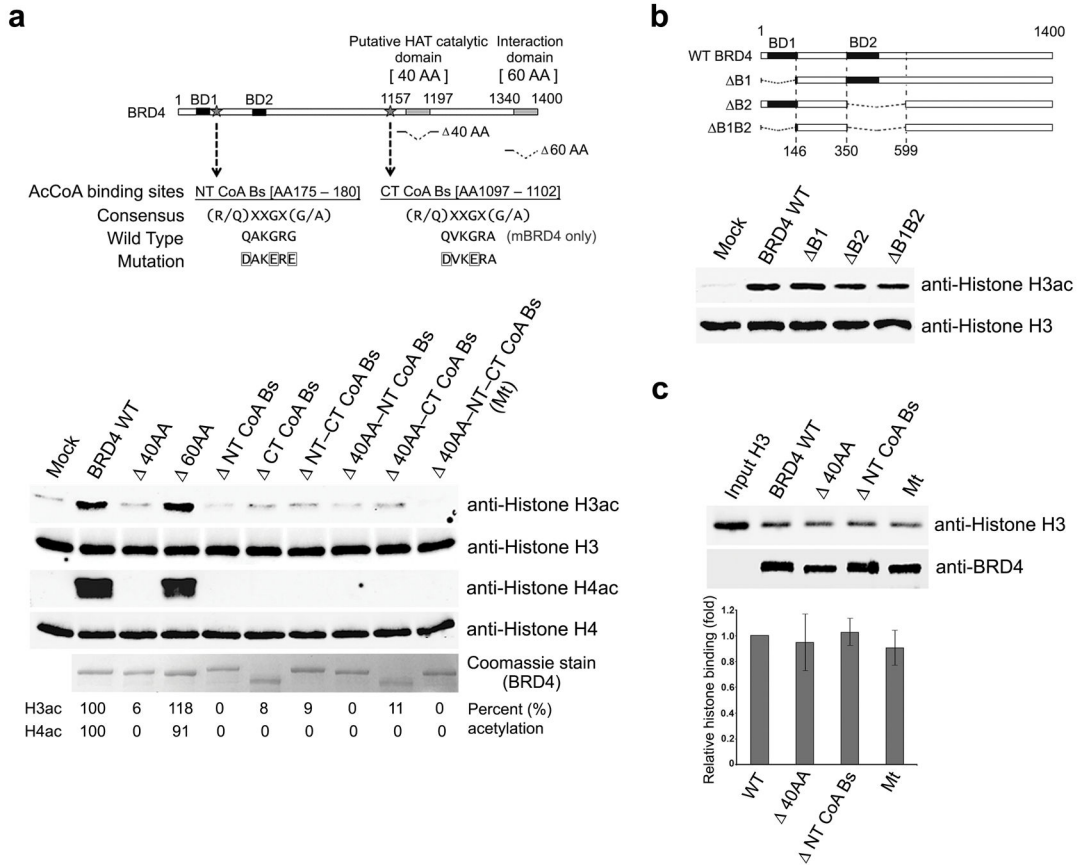 a
Putative HAT catalytic
domain
[ 40 AA ]
Interaction
domain
[ 60 AA ]
1 BD1 BD2 1157 1197 1340 1400
BRD4
Δ40 AA
Δ60 AA
AcCoA binding sites NT CoA Bs [AA175 – 180] CT CoA Bs [AA1097 – 1102]
Consensus (R/Q)XXGX(G/A) (R/Q)XXGX(G/A)
Wild Type QAKGRG QVKGRA (mBRD4 only)
Mutation DAKERE DVKERA
Mock
BRD4 WT
Δ 40AA
Δ 60AA
Δ NT CoA Bs
Δ CT CoA Bs
Δ NT–CT CoA Bs
Δ 40AA–NT CoA Bs
Δ 40AA–CT CoA Bs
Δ 40AA–NT–CT CoA Bs
(Mt)
anti-Histone H3ac
anti-Histone H3
anti-Histone H4ac
anti-Histone H4
Coomassie stain
(BRD4)
H3ac 100 6 118 0 8 9 0 11 0 Percent (%)
H4ac 100 0 91 0 0 0 0 0 0 acetylation
b
1 1400
BD1 BD2
WT BRD4
ΔB1
ΔB2
ΔB1B2
146 350 599
Mock
BRD4 WT
ΔB1
ΔB2
ΔB1B2
anti-Histone H3ac
anti-Histone H3
c
Input H3
BRD4 WT
Δ 40AA
Δ NT CoA Bs
Mt
anti-Histone H3
anti-BRD4
Relative histone binding (fold)
1.2
1.0
0.8
0.6
0.4
0.2
0
WT
Δ 40AA
Δ NT CoA Bs
Mt